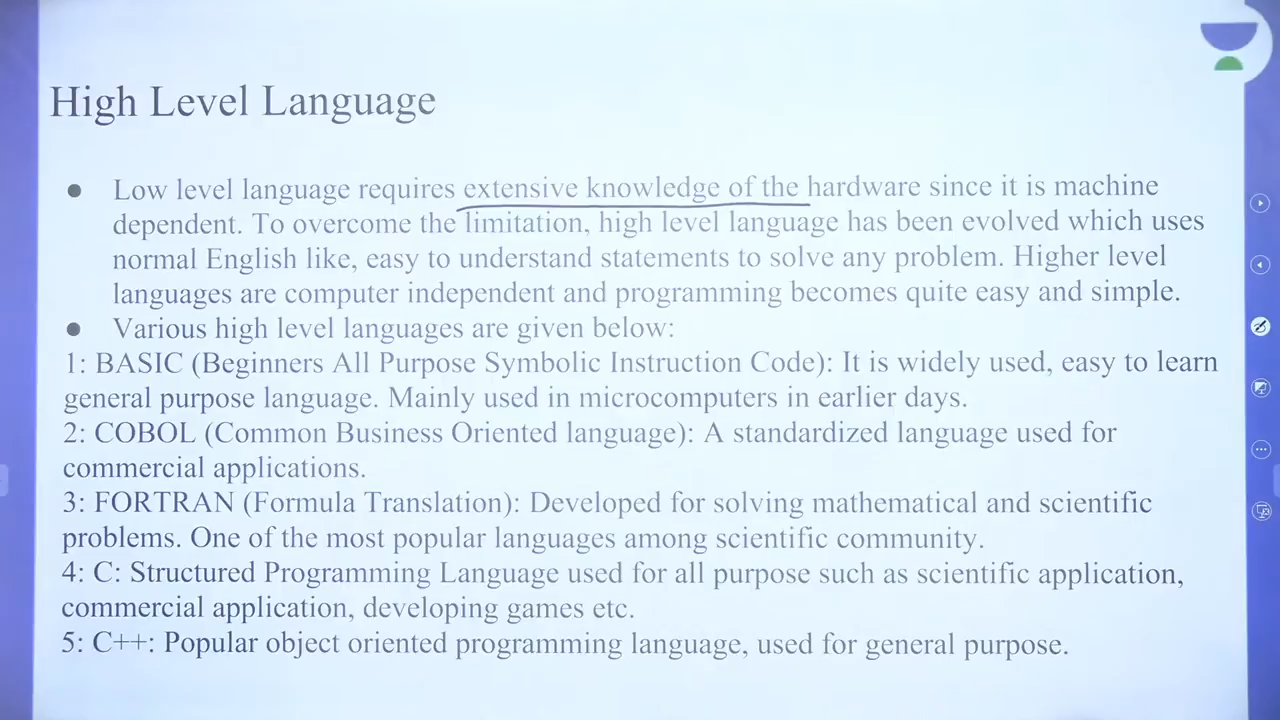 High Level Language
● Low level language requires extensive knowledge of the hardware since it is machine
dependent. To overcome the limitation, high level language has been evolved which uses
normal English like, easy to understand statements to solve any problem. Higher level
languages are computer independent and programming becomes quite easy and simple.
● Various high level languages are given below:
1: BASIC (Beginners All Purpose Symbolic Instruction Code): It is widely used, easy to learn
general purpose language. Mainly used in microcomputers in earlier days.
2: COBOL (Common Business Oriented language): A standardized language used for
commercial applications.
3: FORTRAN (Formula Translation): Developed for solving mathematical and scientific
problems. One of the most popular languages among scientific community.
4: C: Structured Programming Language used for all purpose such as scientific application,
commercial application, developing games etc.
5: C++: Popular object oriented programming language, used for general purpose.